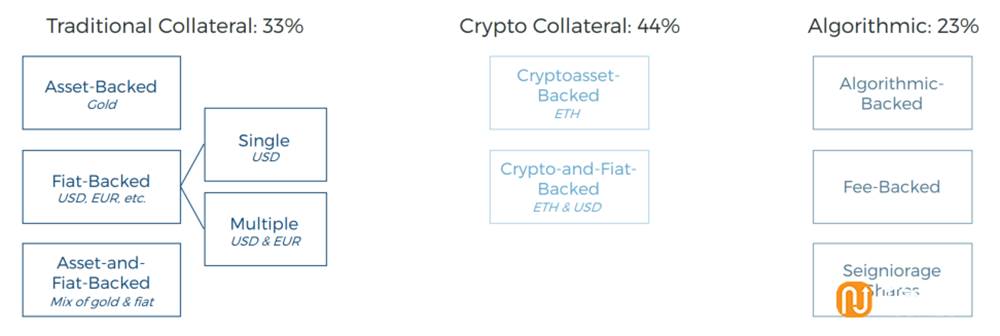 Traditional Collateral: 33%
Crypto Collateral: 44%
Algorithmic: 23%
Asset-Backed
Gold
Fiat-Backed
USD, EUR, etc.
Asset-and-
Fiat-Backed
Mix of gold & fiat
Single
USD
Multiple
USD & EUR
Cryptoasset-
Backed
ETH
Crypto-and-Fiat-
Backed
ETH & USD
Algorithmic-
Backed
Fee-Backed
Seigniorage
Shares